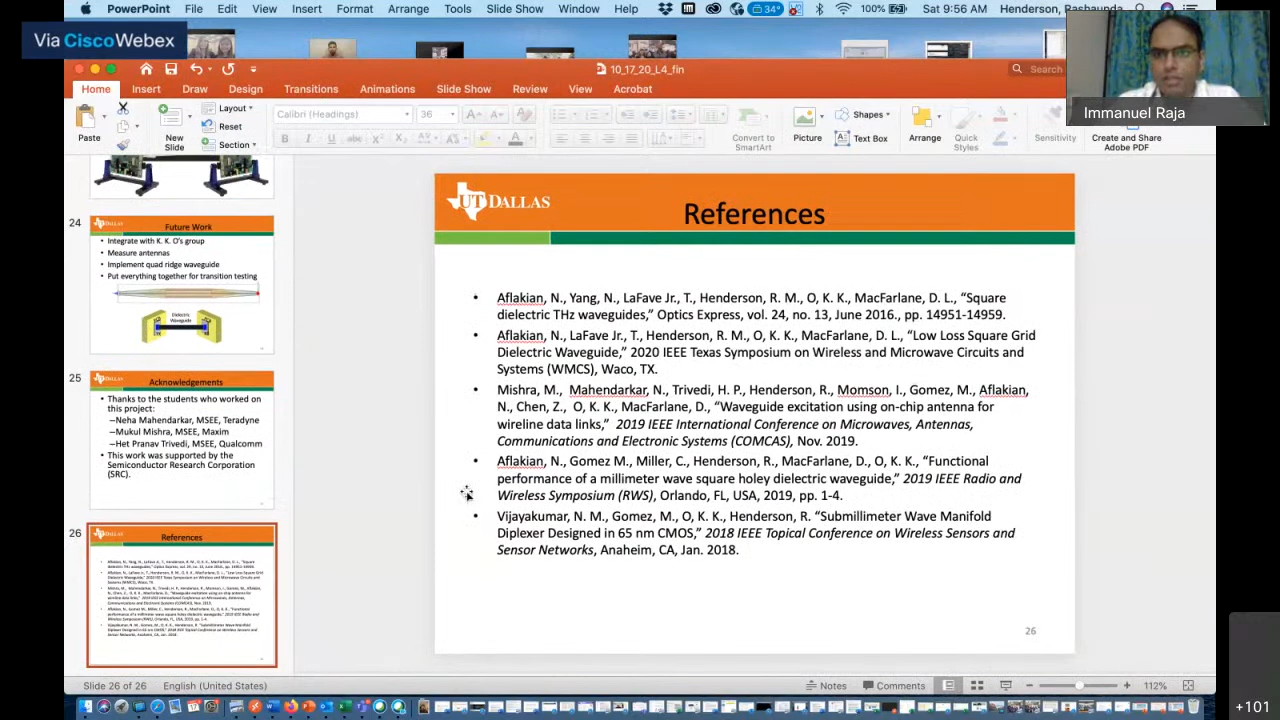 PowerPoint File Edit View Insert Format Arrange Tools Slide Show Window Help
34° 100% Sat 9:56 AM Henderson, Rashaunda
Via Cisco Webex
10_17_20_L4_fin
Search
Home Insert Draw Design Transitions Animations Slide Show Review View Acrobat
Immanuel Raja
Paste
New Slide
Layout
Reset
Section
Calibri (Headings) 36
Convert to SmartArt
Picture
Shapes
Text Box
Arrange
Quick Styles
Sensitivity
Create and Share Adobe PDF
24
UT DALLAS
Future Work
• Integrate with K. K. O's group
• Measure antennas
• Implement quad ridge waveguide
• Put everything together for transition testing
Dielectric
Waveguide
25
UT DALLAS
Acknowledgements
• Thanks to the students who worked on
this project:
–Neha Mahendarkar, MSEE, Teradyne
–Mukul Mishra, MSEE, Maxim
–Het Pranav Trivedi, MSEE, Qualcomm
• This work was supported by the
Semiconductor Research Corporation
(SRC).
26
UT DALLAS
References
UT DALLAS
References
• Aflakian, N., Yang, N., LaFave Jr., T., Henderson, R. M., O, K. K., MacFarlane, D. L., “Square
dielectric THz waveguides,” Optics Express, vol. 24, no. 13, June 2016., pp. 14951-14959.
• Aflakian, N., LaFave Jr., T., Henderson, R. M., O, K. K., MacFarlane, D. L., “Low Loss Square Grid
Dielectric Waveguide,” 2020 IEEE Texas Symposium on Wireless and Microwave Circuits and
Systems (WMCS), Waco, TX.
• Mishra, M., Mahendarkar, N., Trivedi, H. P., Henderson, R., Momson, I., Gomez, M., Aflakian,
N., Chen, Z., O, K. K., MacFarlane, D., “Waveguide excitation using on-chip antenna for
wireline data links,” 2019 IEEE International Conference on Microwaves, Antennas,
Communications and Electronic Systems (COMCAS), Nov. 2019.
• Aflakian, N., Gomez M., Miller, C., Henderson, R., MacFarlane, D., O, K. K., “Functional
performance of a millimeter wave square holey dielectric waveguide,” 2019 IEEE Radio and
Wireless Symposium (RWS), Orlando, FL, USA, 2019, pp. 1-4.
• Vijayakumar, N. M., Gomez, M., O, K. K., Henderson, R. “Submillimeter Wave Manifold
Diplexer Designed in 65 nm CMOS,” 2018 IEEE Topical Conference on Wireless Sensors and
Sensor Networks, Anaheim, CA, Jan. 2018.
26
Slide 26 of 26 English (United States)
Notes Comments 112%
+101